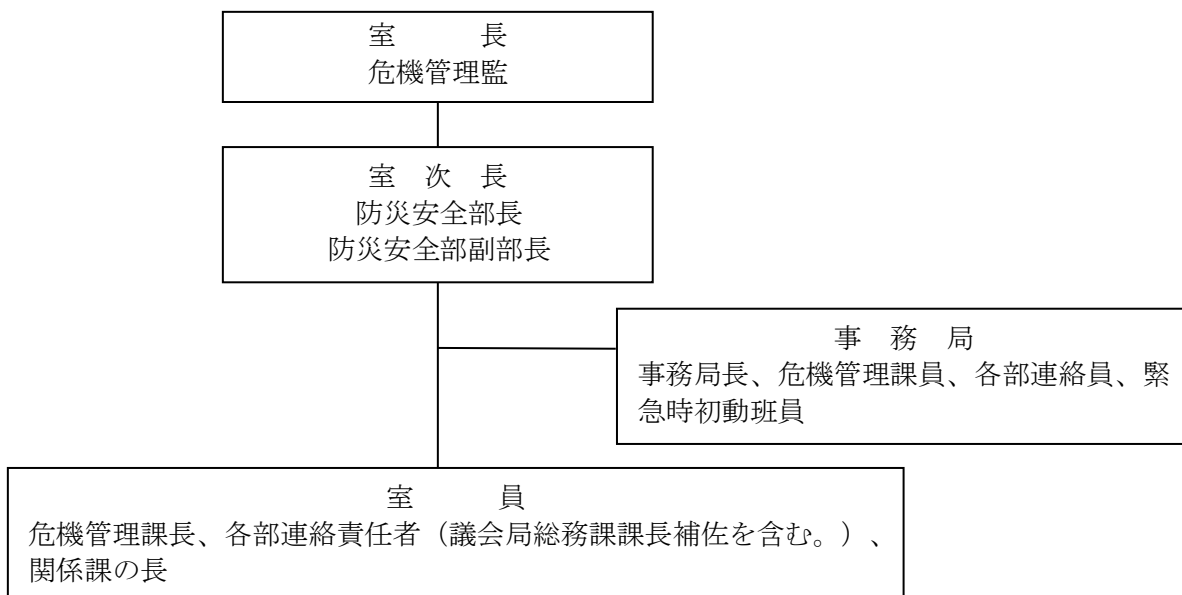 室　　　長
危機管理監
室　次　長
防災安全部長
防災安全部副部長
事　務　局
事務局長、危機管理課員、各部連絡員、緊
急時初動班員
室　　　員
危機管理課長、各部連絡責任者（議会局総務課課長補佐を含む。）、
関係課の長